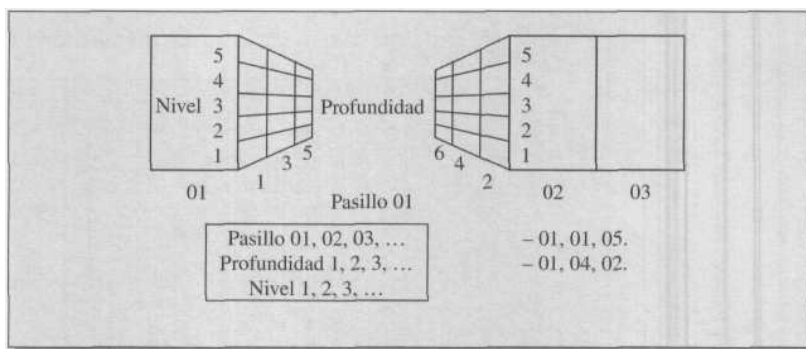 5 5
4 4
Nivel 3 Profundidad 3
2 2
1 5 6 1
3 4
01 1 2 02 03
Pasillo 01
Pasillo 01, 02, 03, …
Profundidad 1, 2, 3, …
Nivel 1, 2, 3, …
– 01, 01, 05.
– 01, 04, 02.